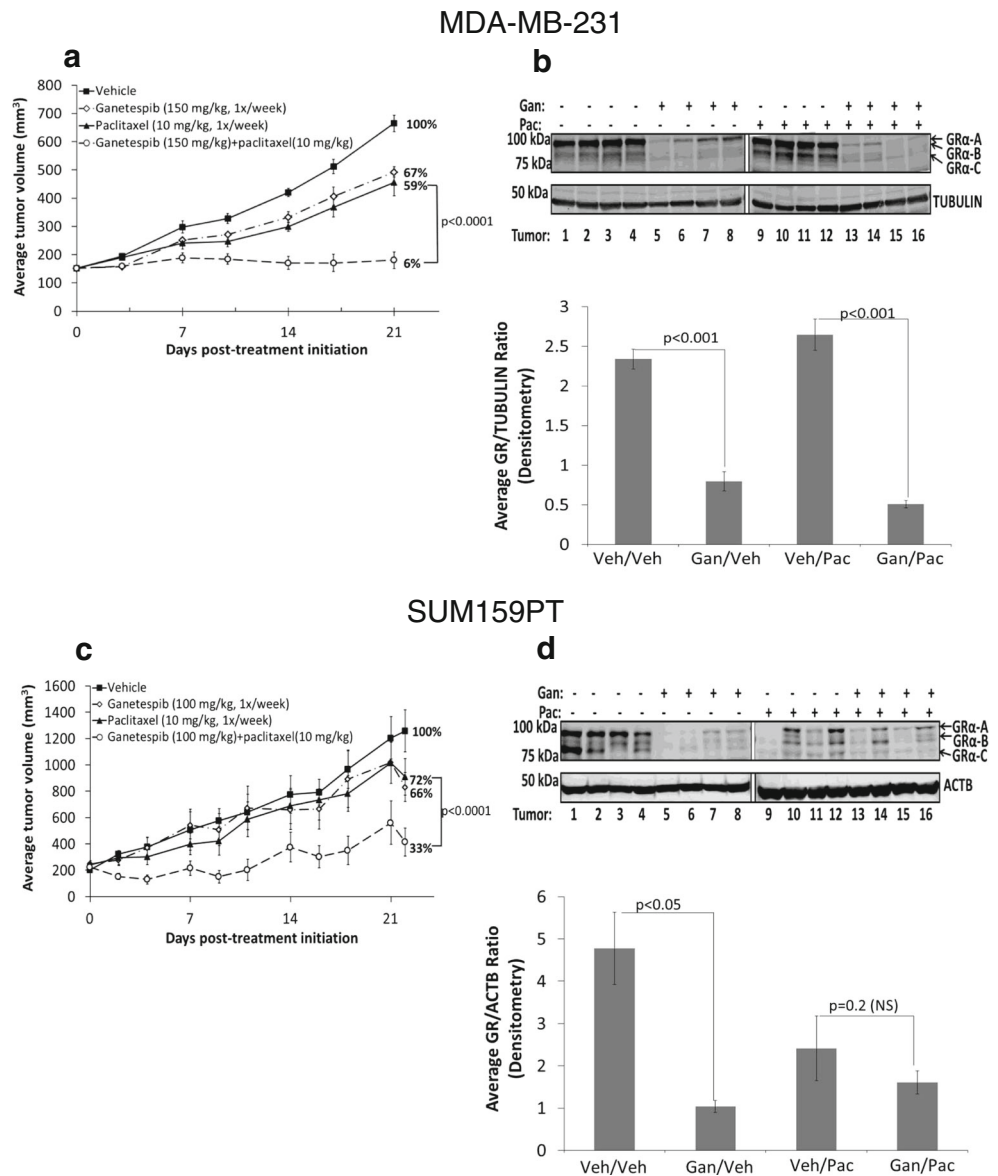 MDA-MB-231
a
Vehicle
Ganetespib (150 mg/kg, 1x/week)
Paclitaxel (10 mg/kg, 1x/week)
Ganetespib (150 mg/kg)+paclitaxel(10 mg/kg)
Average tumor volume (mm³)
800
700
600
500
400
300
200
100
0
100%
67%
59%
p<0.0001
6%
0 7 14 21
Days post-treatment initiation
b
Gan: - - - - + + + + - - - - + + + +
Pac: - - - - - - - - + + + + + + + +
100 kDa
75 kDa
50 kDa
GRα-A
GRα-B
GRα-C
TUBULIN
Tumor: 1 2 3 4 5 6 7 8 9 10 11 12 13 14 15 16
Average GR/TUBULIN Ratio
(Densitometry)
3
2.5
2
1.5
1
0.5
0
p<0.001
p<0.001
Veh/Veh Gan/Veh Veh/Pac Gan/Pac
SUM159PT
c
Vehicle
Ganetespib (100 mg/kg, 1x/week)
Paclitaxel (10 mg/kg, 1x/week)
Ganetespib (100 mg/kg)+paclitaxel(10 mg/kg)
Average tumor volume (mm³)
1600
1400
1200
1000
800
600
400
200
0
100%
72%
66%
p<0.0001
33%
0 7 14 21
Days post-treatment initiation
d
Gan: - - - - + + + + - - - - + + + +
Pac: - - - - - - - - + + + + + + + +
100 kDa
75 kDa
50 kDa
GRα-A
GRα-B
GRα-C
ACTB
Tumor: 1 2 3 4 5 6 7 8 9 10 11 12 13 14 15 16
Average GR/ACTB Ratio
(Densitometry)
6
5
4
3
2
1
0
p<0.05
p=0.2 (NS)
Veh/Veh Gan/Veh Veh/Pac Gan/Pac